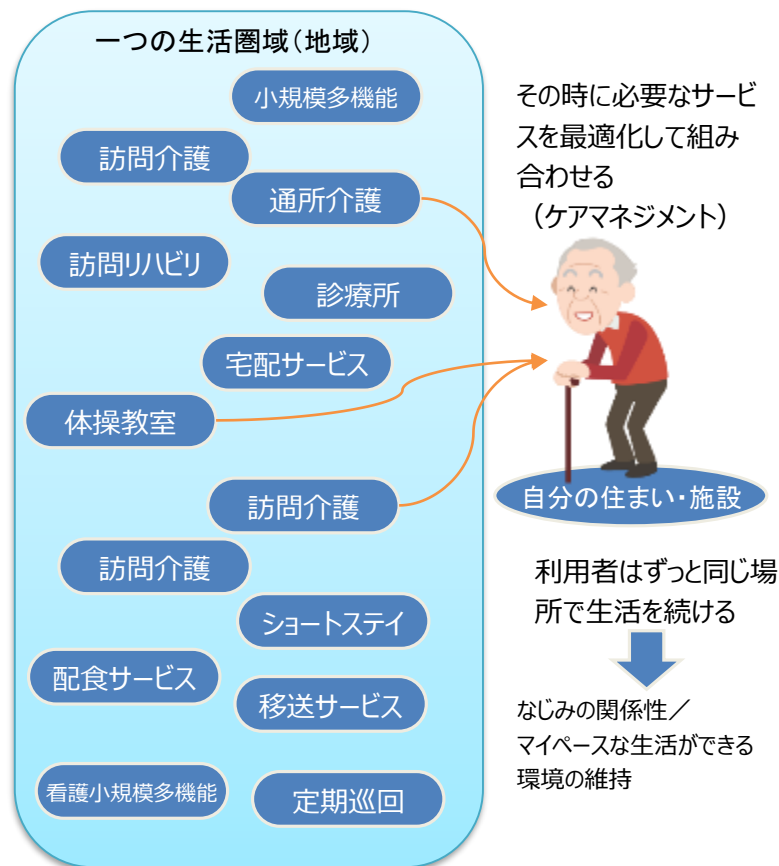 一つの生活圏域（地域）
小規模多機能
訪問介護
通所介護
訪問リハビリ
診療所
宅配サービス
体操教室
訪問介護
訪問介護
ショートステイ
配食サービス
移送サービス
看護小規模多機能
定期巡回
その時に必要なサービ
スを最適化して組み
合わせる
（ケアマネジメント）
自分の住まい・施設
利用者はずっと同じ場
所で生活を続ける
なじみの関係性／
マイペースな生活ができる
環境の維持